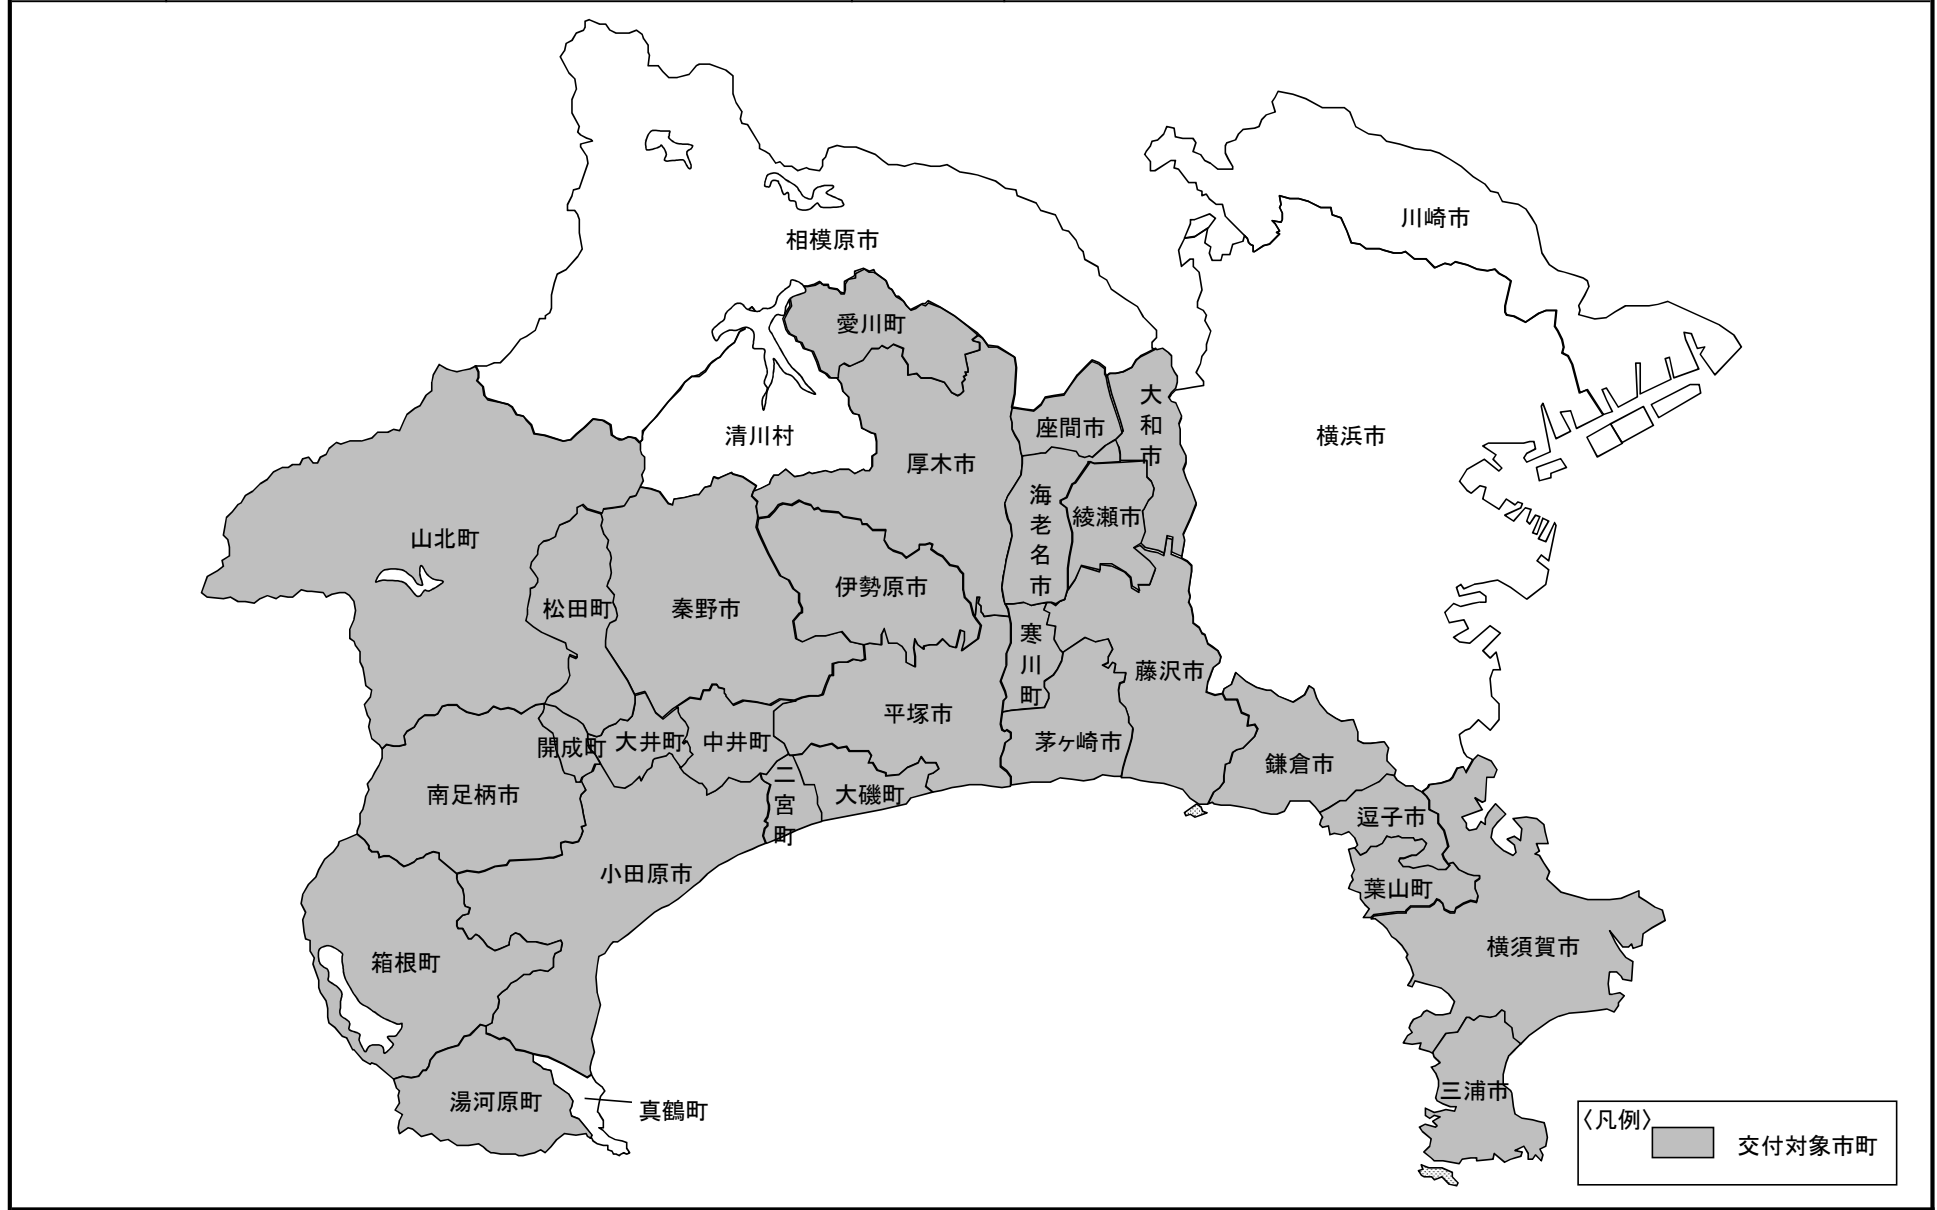 川崎市
相模原市
愛川町
大和市
座間市
清川村
横浜市
厚木市
海老名市
綾瀬市
山北町
伊勢原市
松田町
秦野市
寒川町
藤沢市
平塚市
開成町
大井町
中井町
茅ヶ崎市
鎌倉市
二宮町
南足柄市
大磯町
逗子市
小田原市
葉山町
横須賀市
箱根町
三浦市
湯河原町
真鶴町
〈凡例〉
交付対象市町